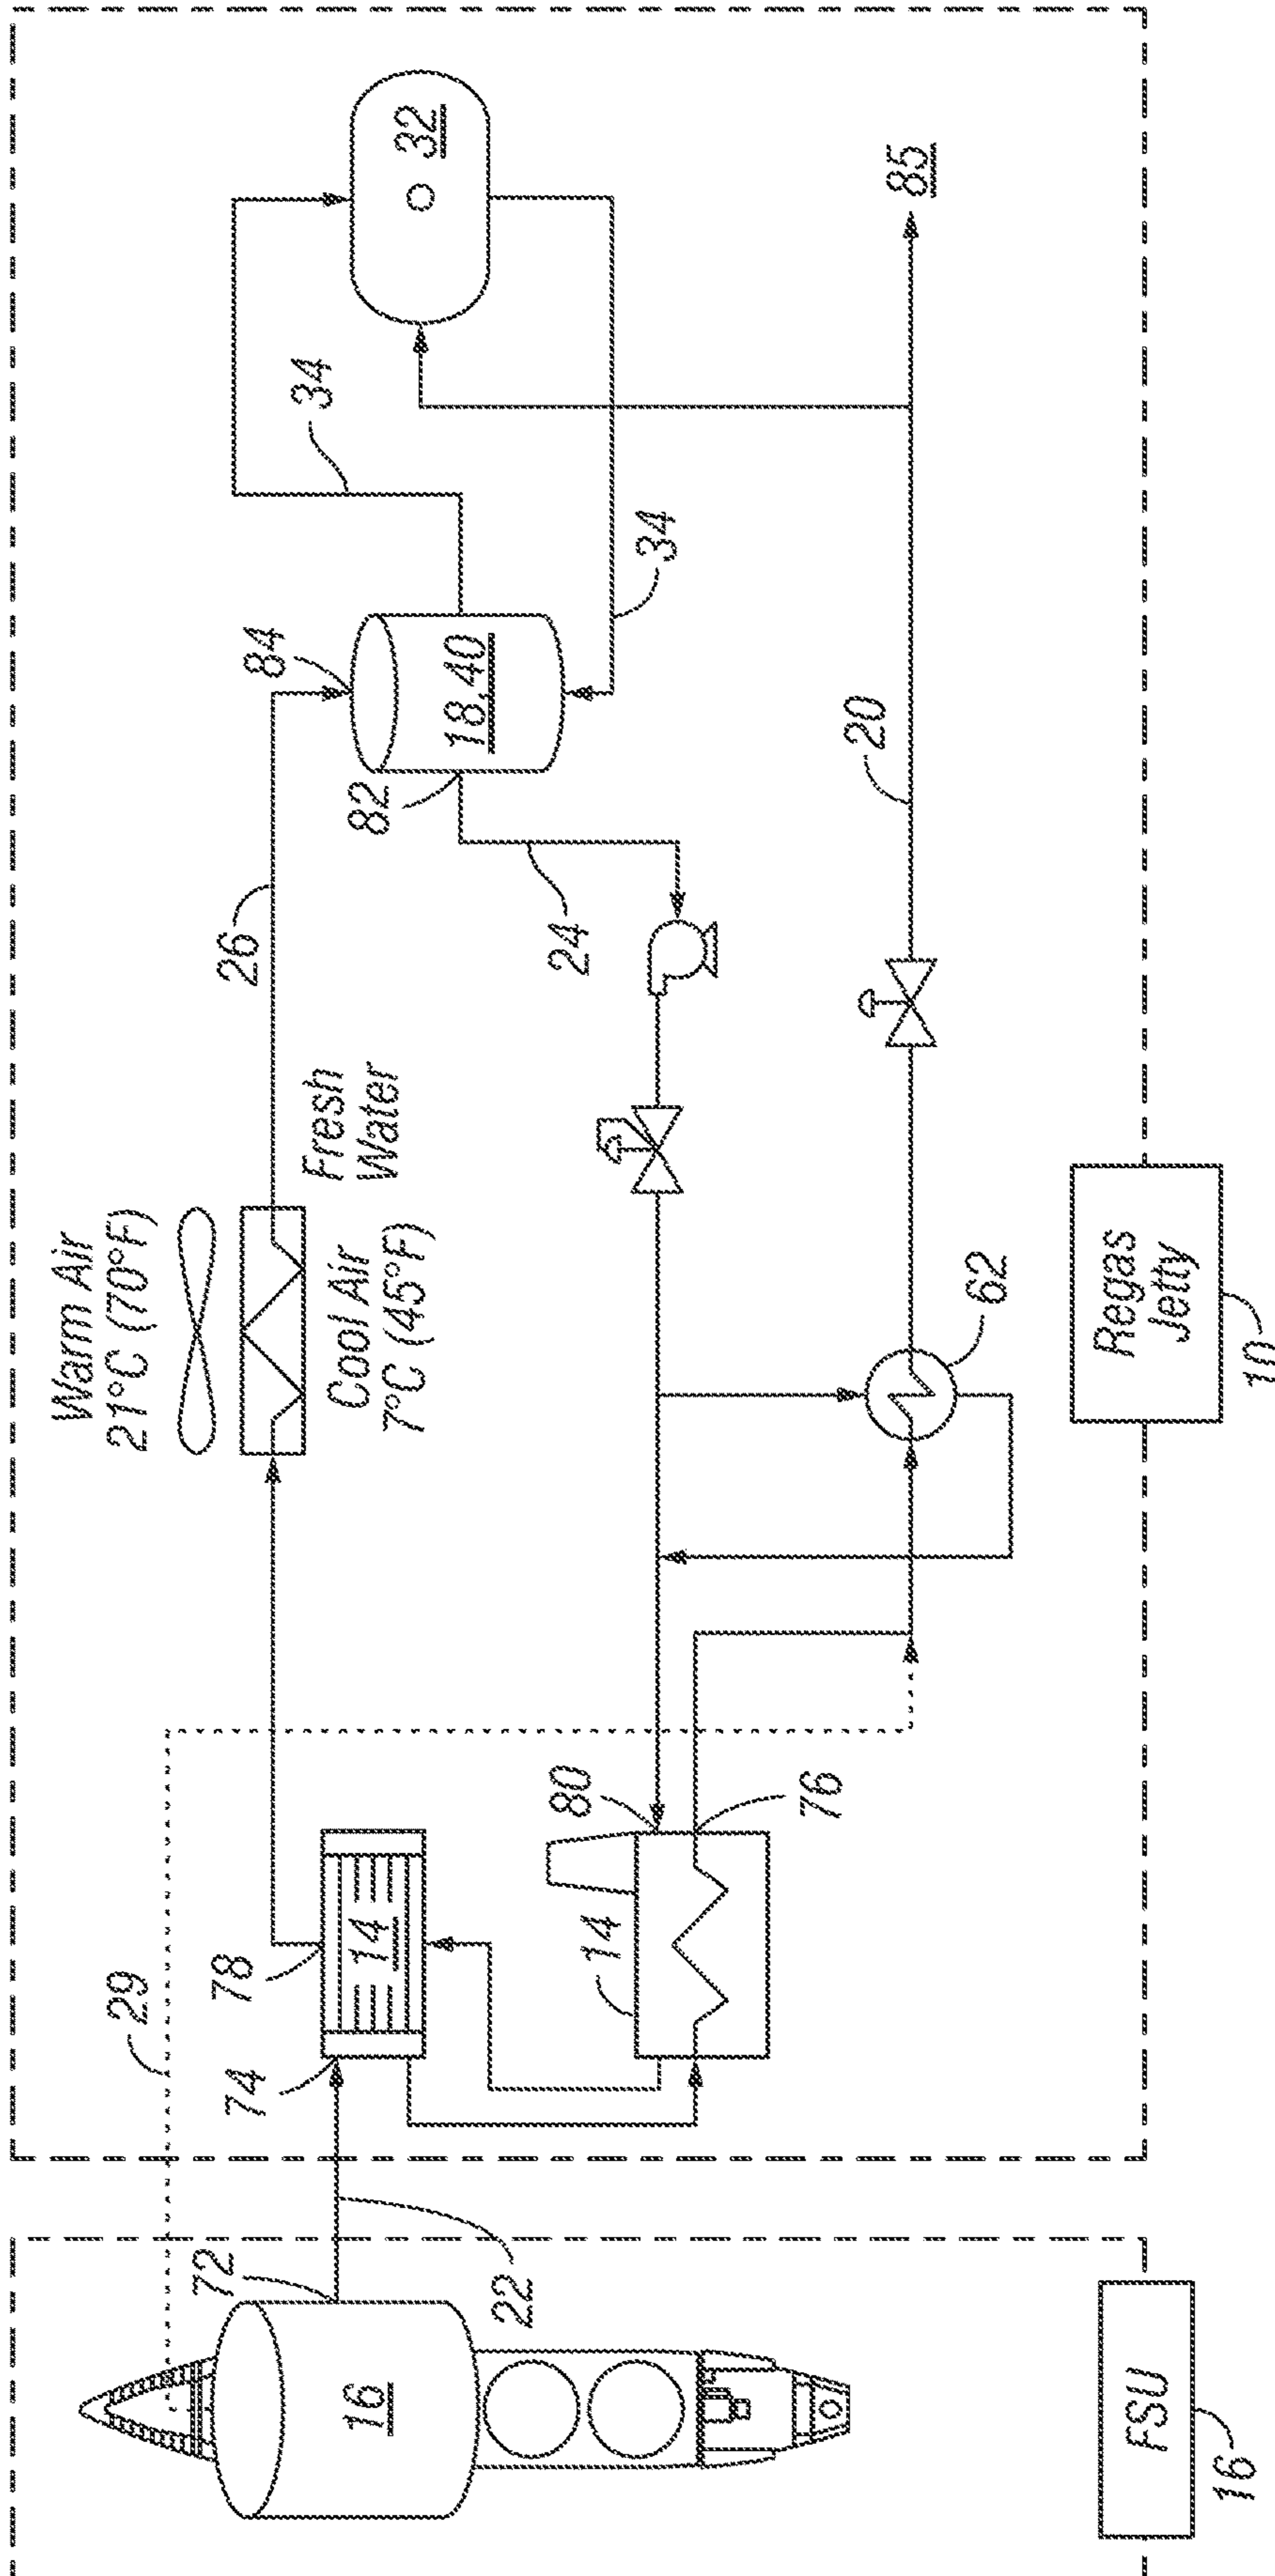 Warm Air
21°C (70°F)
29
72
74
78
26
84
34
Fresh
Water
Cool Air
7°C (45°F)
16
14
82
18,40
32
22
14
80
24
34
76
20
85
62
FSU
16
Regas
Jetty
10